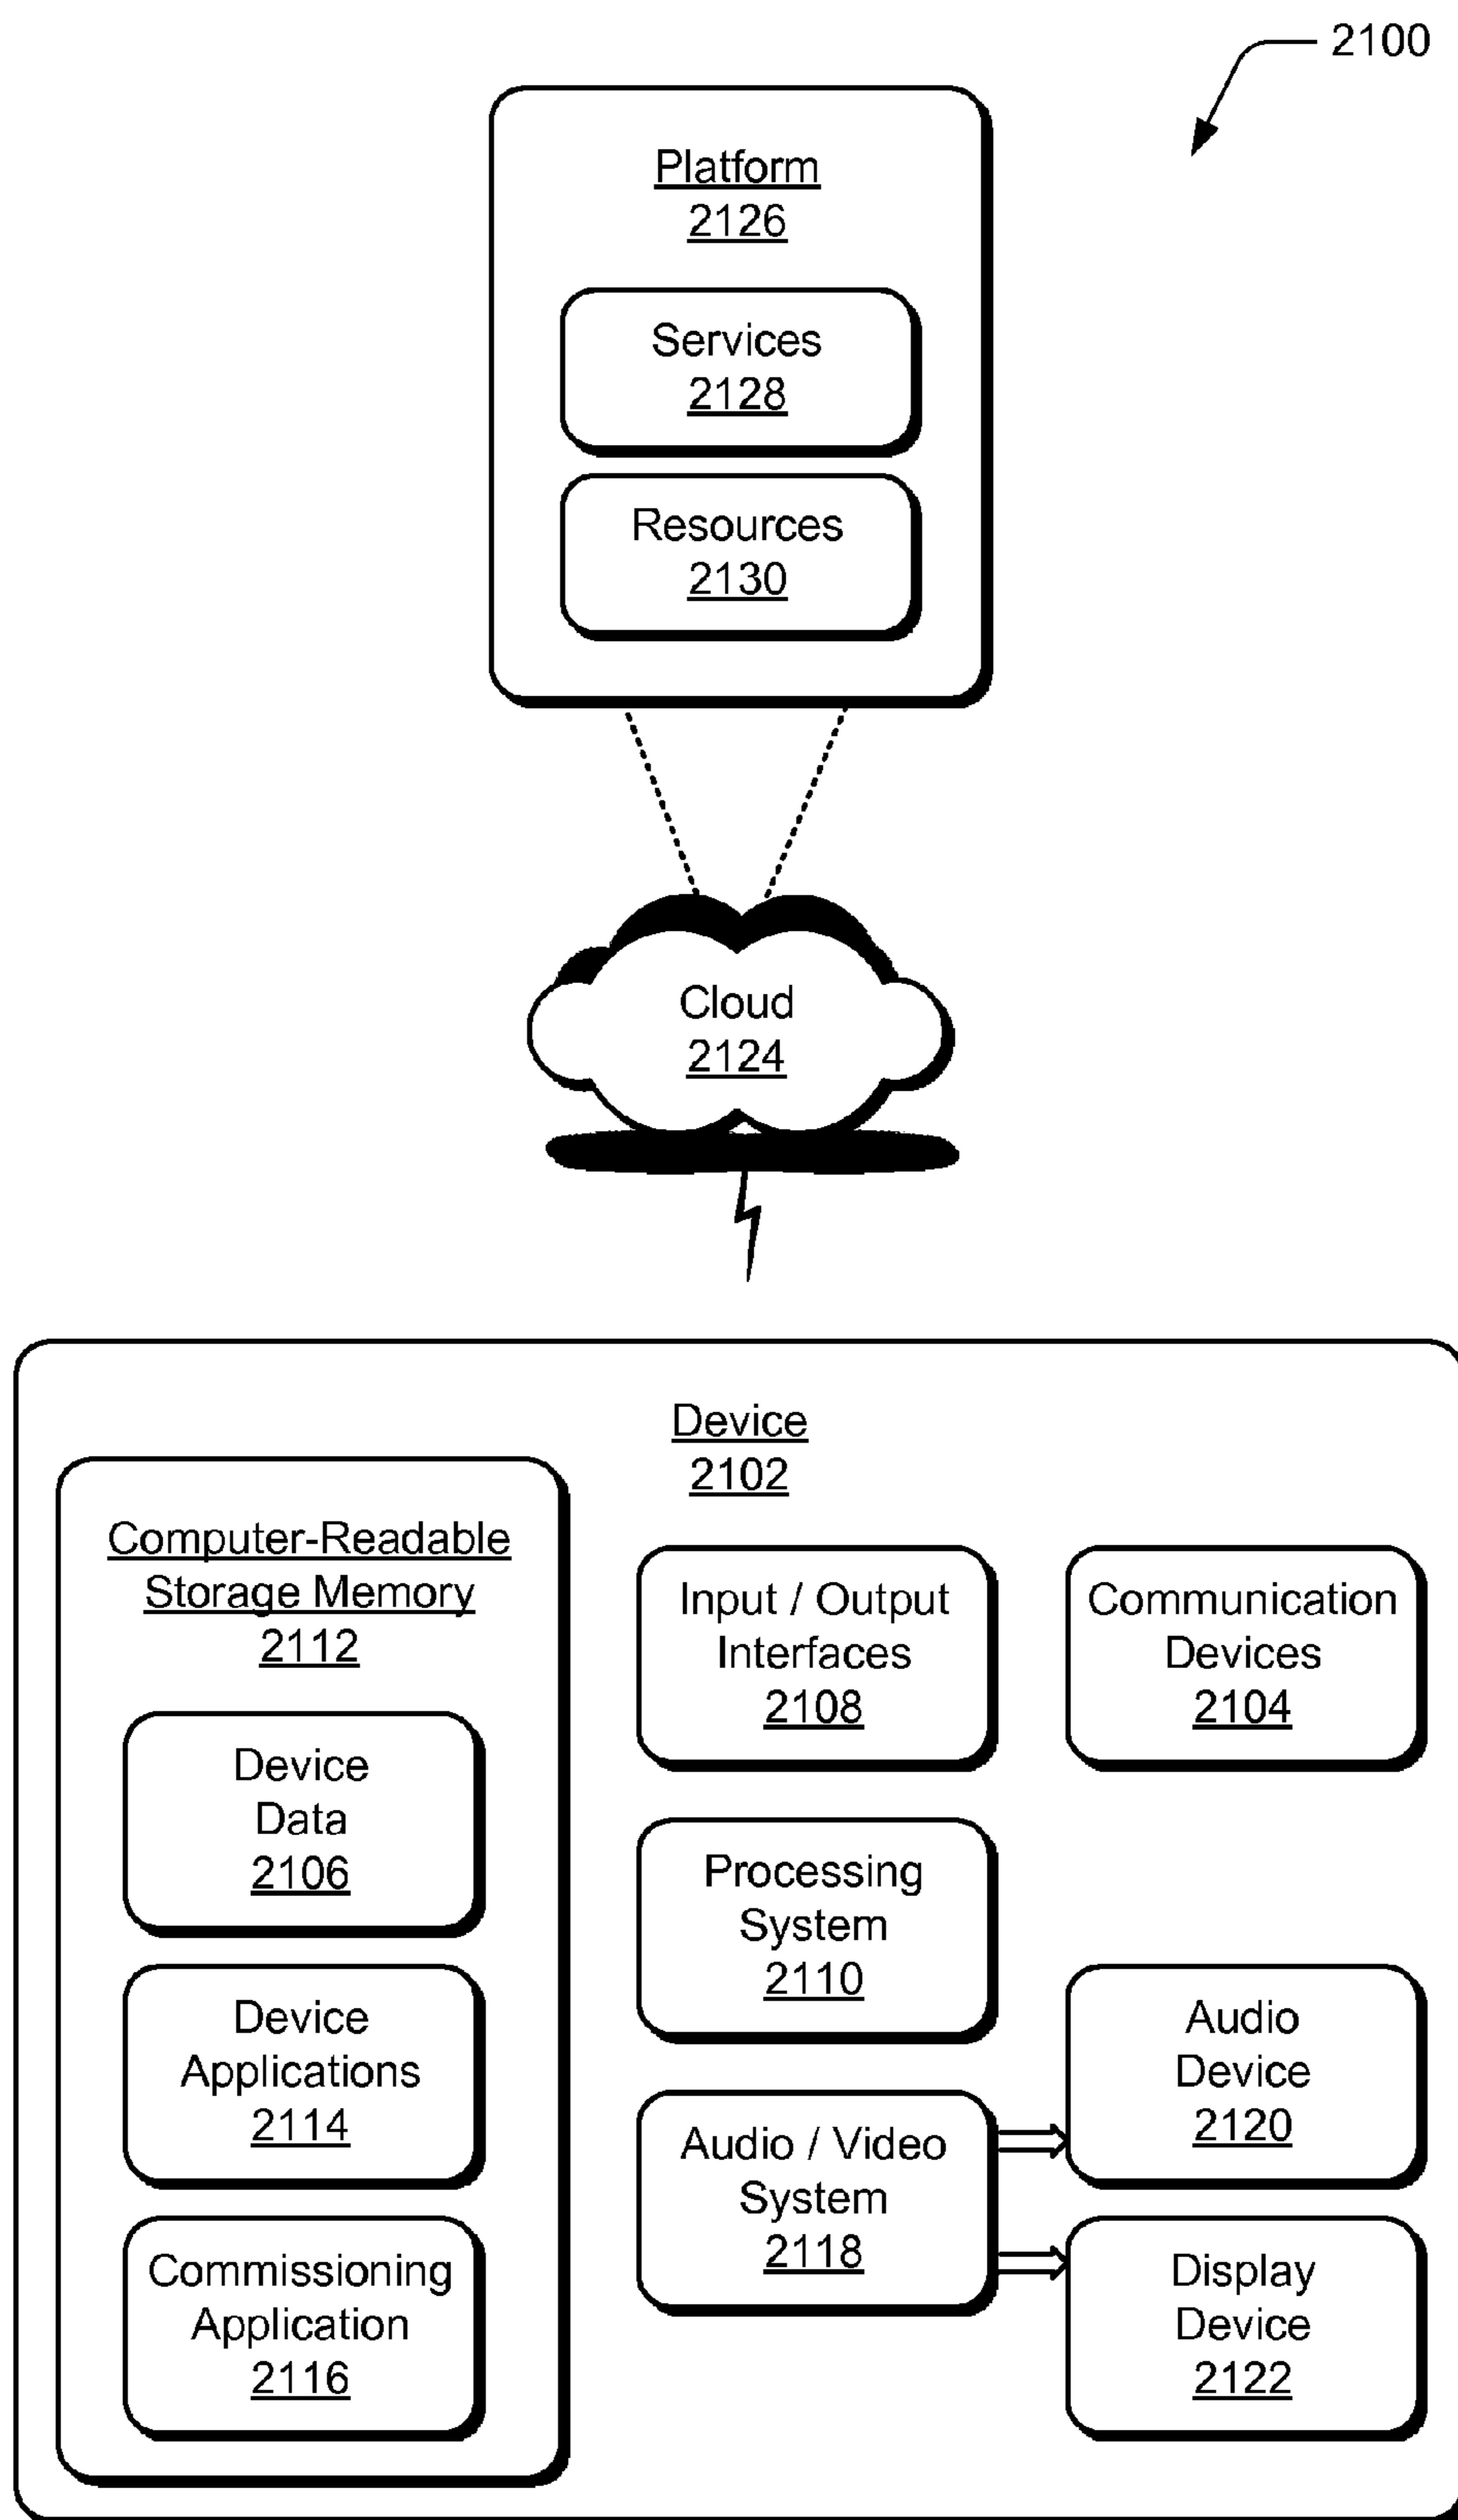 2100
Platform
2126
Services
2128
Resources
2130
Cloud
2124
Device
2102
Computer-Readable
Storage Memory
2112
Device
Data
2106
Device
Applications
2114
Commissioning
Application
2116
Input / Output
Interfaces
2108
Processing
System
2110
Audio / Video
System
2118
Communication
Devices
2104
Audio
Device
2120
Display
Device
2122